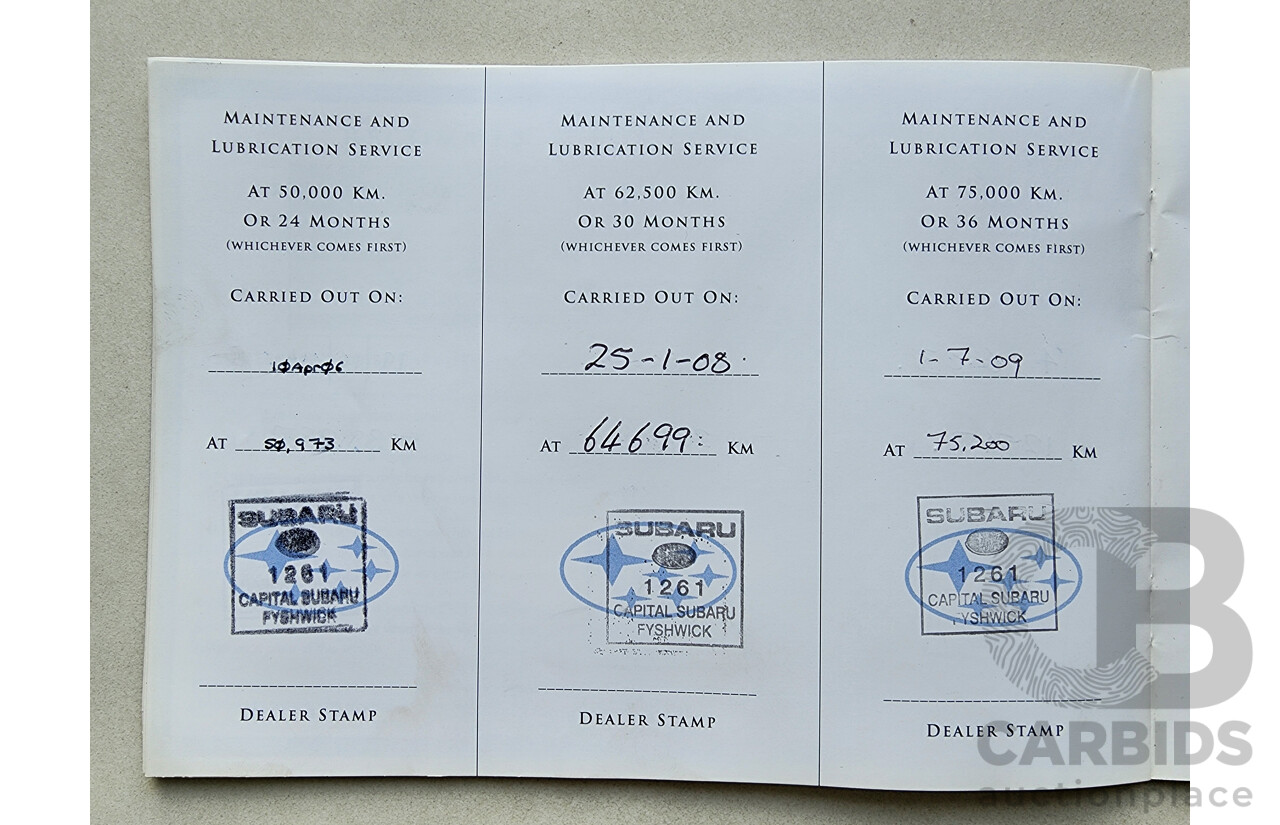 MAINTENANCE AND
LUBRICATION SERVICE
AT 50,000 KM.
OR 24 MONTHS
(WHICHEVER COMES FIRST)
CARRIED OUT ON:
10Apr06
AT 50,973 KM
SUBARU
1261
CAPITAL SUBARU
FYSHWICK
DEALER STAMP
MAINTENANCE AND
LUBRICATION SERVICE
AT 62,500 KM.
OR 30 MONTHS
(WHICHEVER COMES FIRST)
CARRIED OUT ON:
25-1-08
AT 64699 KM
SUBARU
1261
CAPITAL SUBARU
FYSHWICK
DEALER STAMP
MAINTENANCE AND
LUBRICATION SERVICE
AT 75,000 KM.
OR 36 MONTHS
(WHICHEVER COMES FIRST)
CARRIED OUT ON:
1-7-09
AT 75,200 KM
SUBARU
1261
CAPITAL SUBARU
FYSHWICK
DEALER STAMP
B
CARBIDS
auctionplace